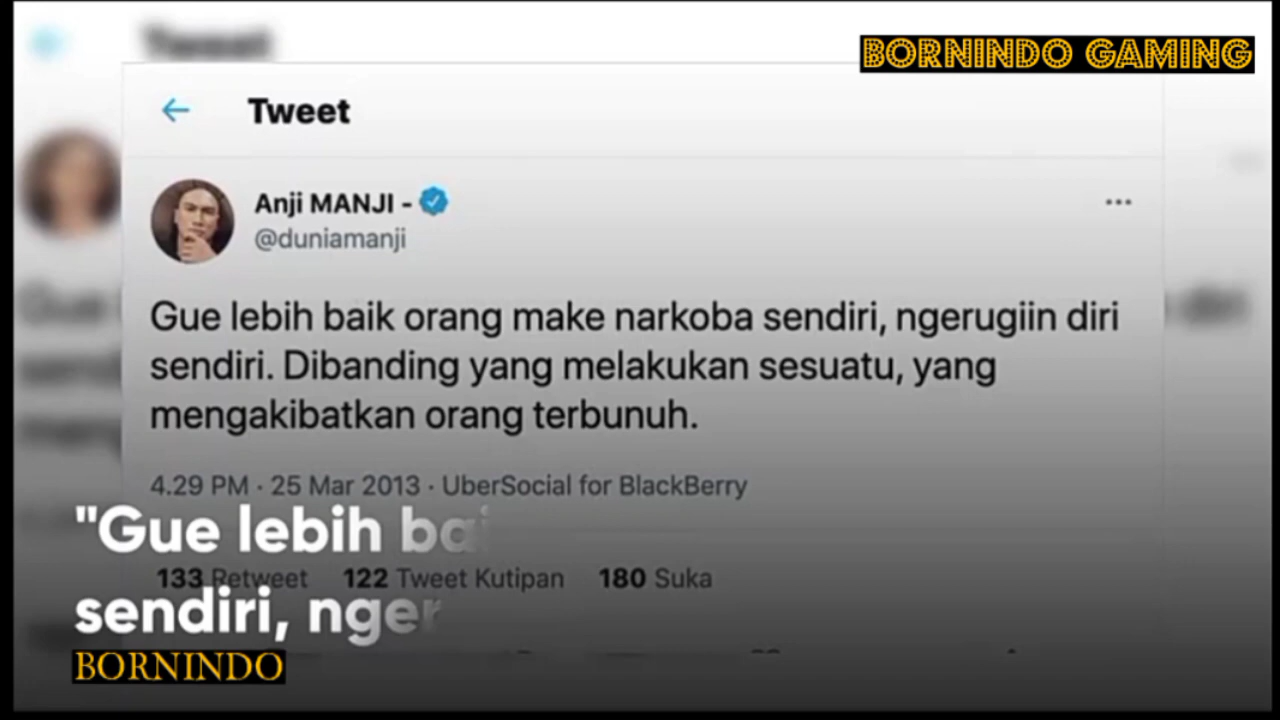 Tweet
BORNINDO GAMING
Tweet
Anji MANJI -
@duniamanji
Gue lebih baik orang make narkoba sendiri, ngerugiin diri
sendiri. Dibanding yang melakukan sesuatu, yang
mengakibatkan orang terbunuh.
4.29 PM · 25 Mar 2013 · UberSocial for BlackBerry
"Gue lebih bai
133 Retweet 122 Tweet Kutipan 180 Suka
sendiri, nger
BORNINDO